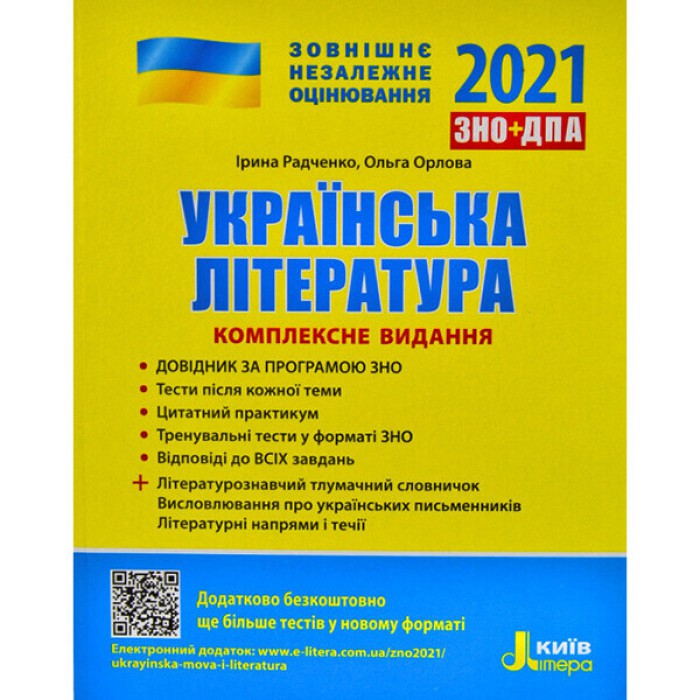 ЗОВНІШНЄ
НЕЗАЛЕЖНЕ
ОЦІНЮВАННЯ
2021
ЗНО+ДПА
Ірина Радченко, Ольга Орлова
УКРАЇНСЬКА
ЛІТЕРАТУРА
КОМПЛЕКСНЕ ВИДАННЯ
• ДОВІДНИК ЗА ПРОГРАМОЮ ЗНО
• Тести після кожної теми
• Цитатний практикум
• Тренувальні тести у форматі ЗНО
• Відповіді до ВСІХ завдань
+ Літературознавчий тлумачний словничок
Висловлювання про українських письменників
Літературні напрями і течії
Додатково безкоштовно
ще більше тестів у новому форматі
Електронний додаток: www.e-litera.com.ua/zno2021/
ukrayinska-mova-i-literatura
КИЇВ
Літера